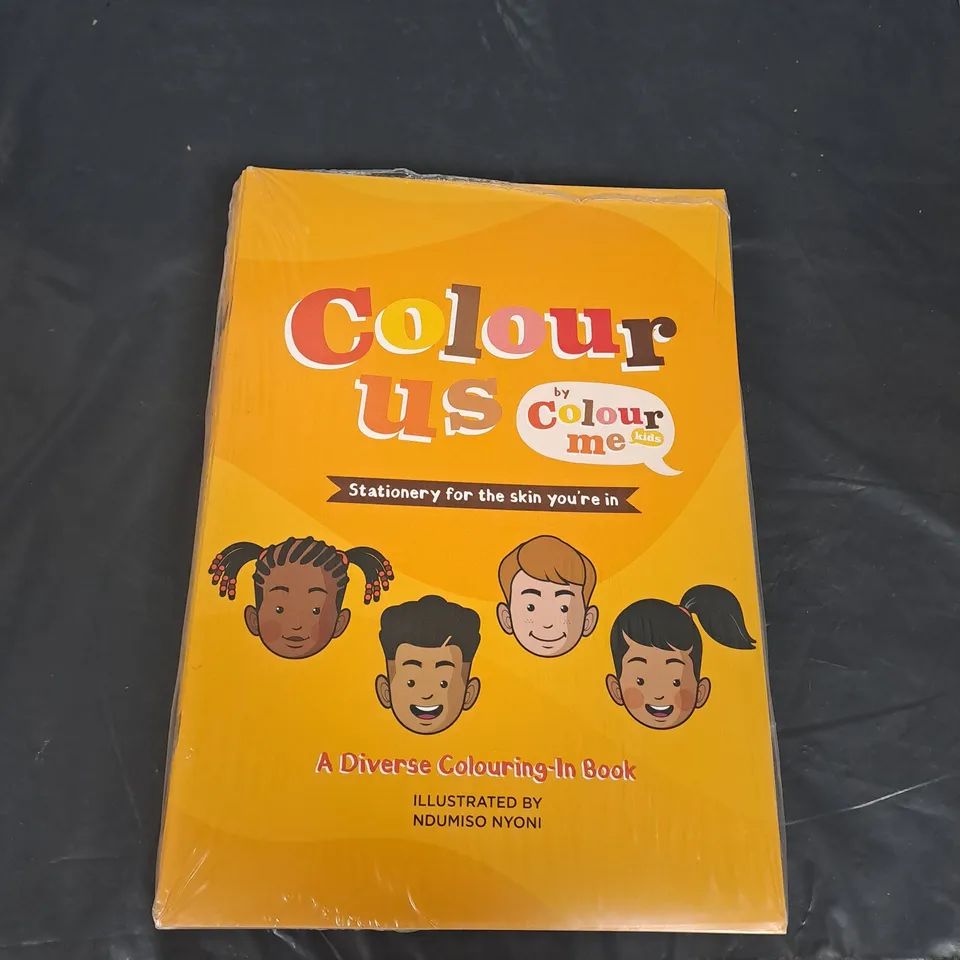 Colour
us
by
Colour
me kids
Stationery for the skin you're in
A Diverse Colouring-In Book
ILLUSTRATED BY
NDUMISO NYONI